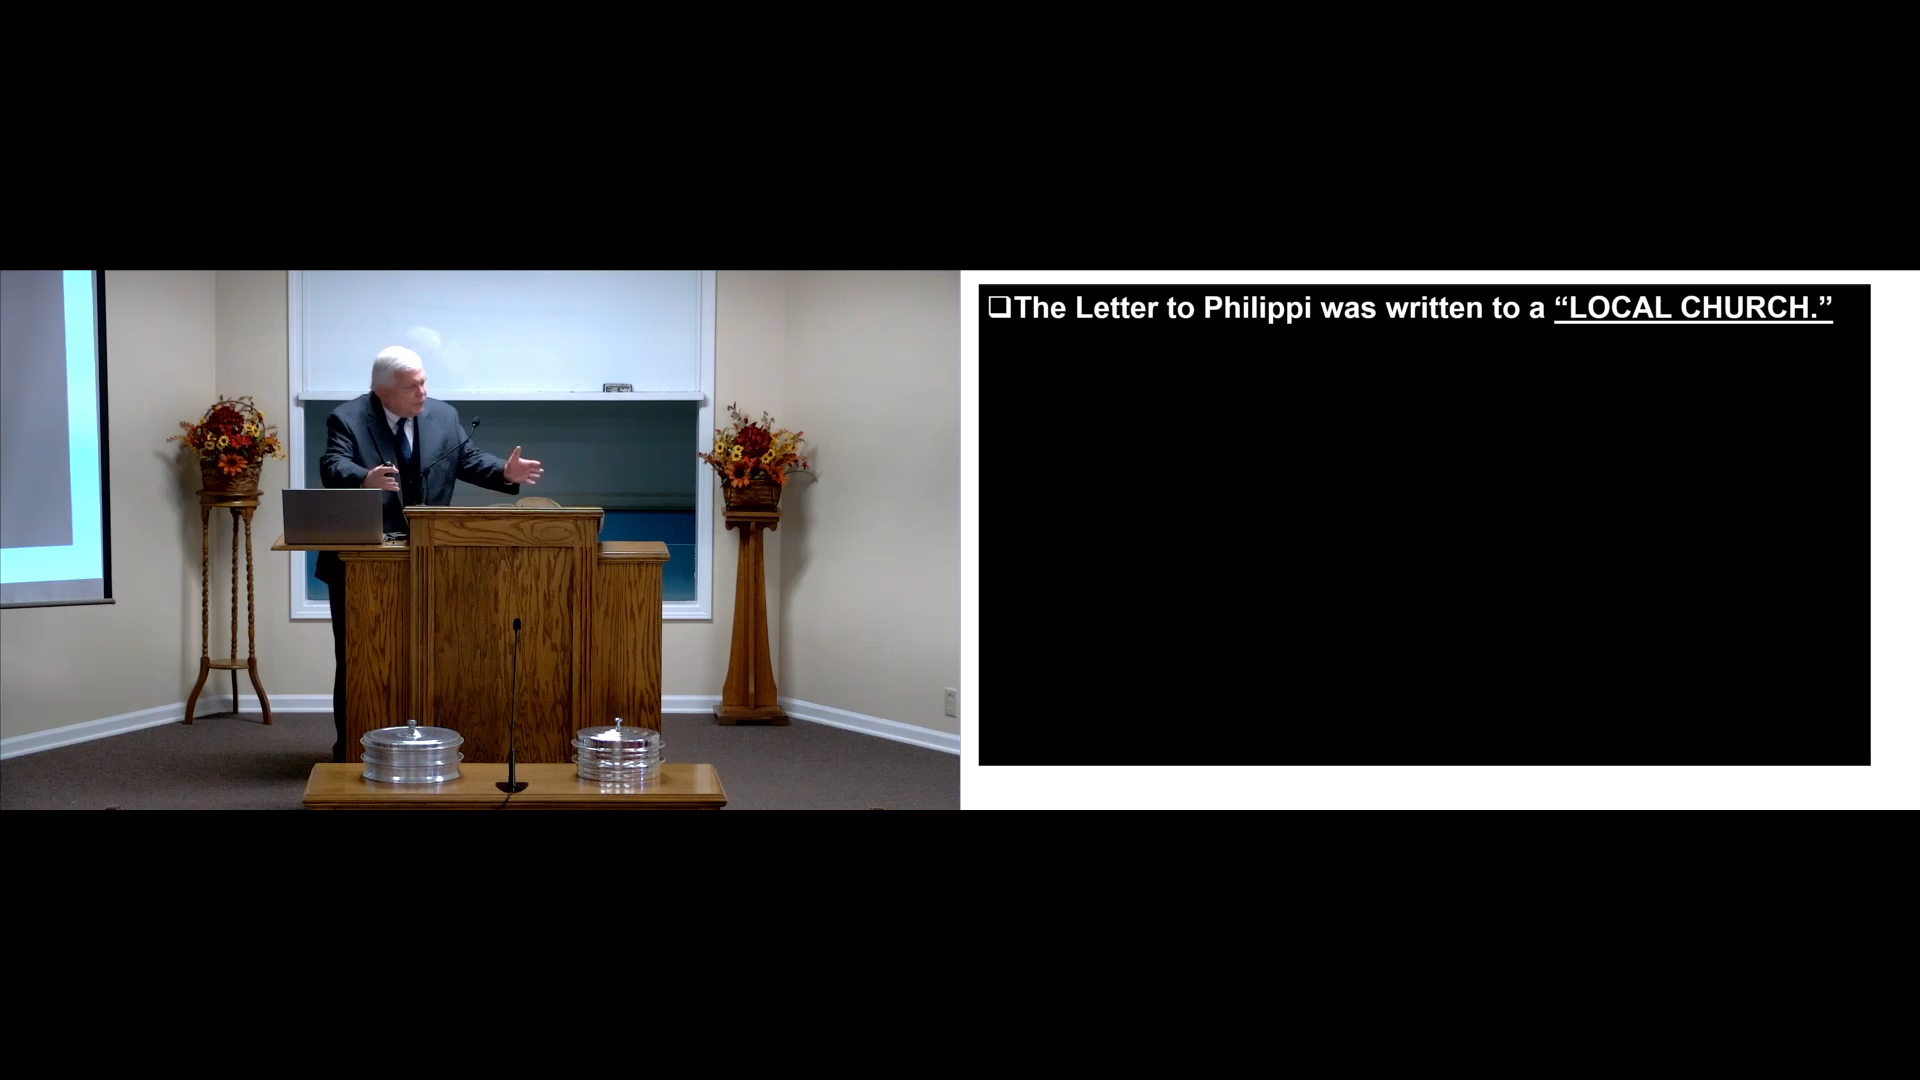 ❑The Letter to Philippi was written to a “LOCAL CHURCH.”